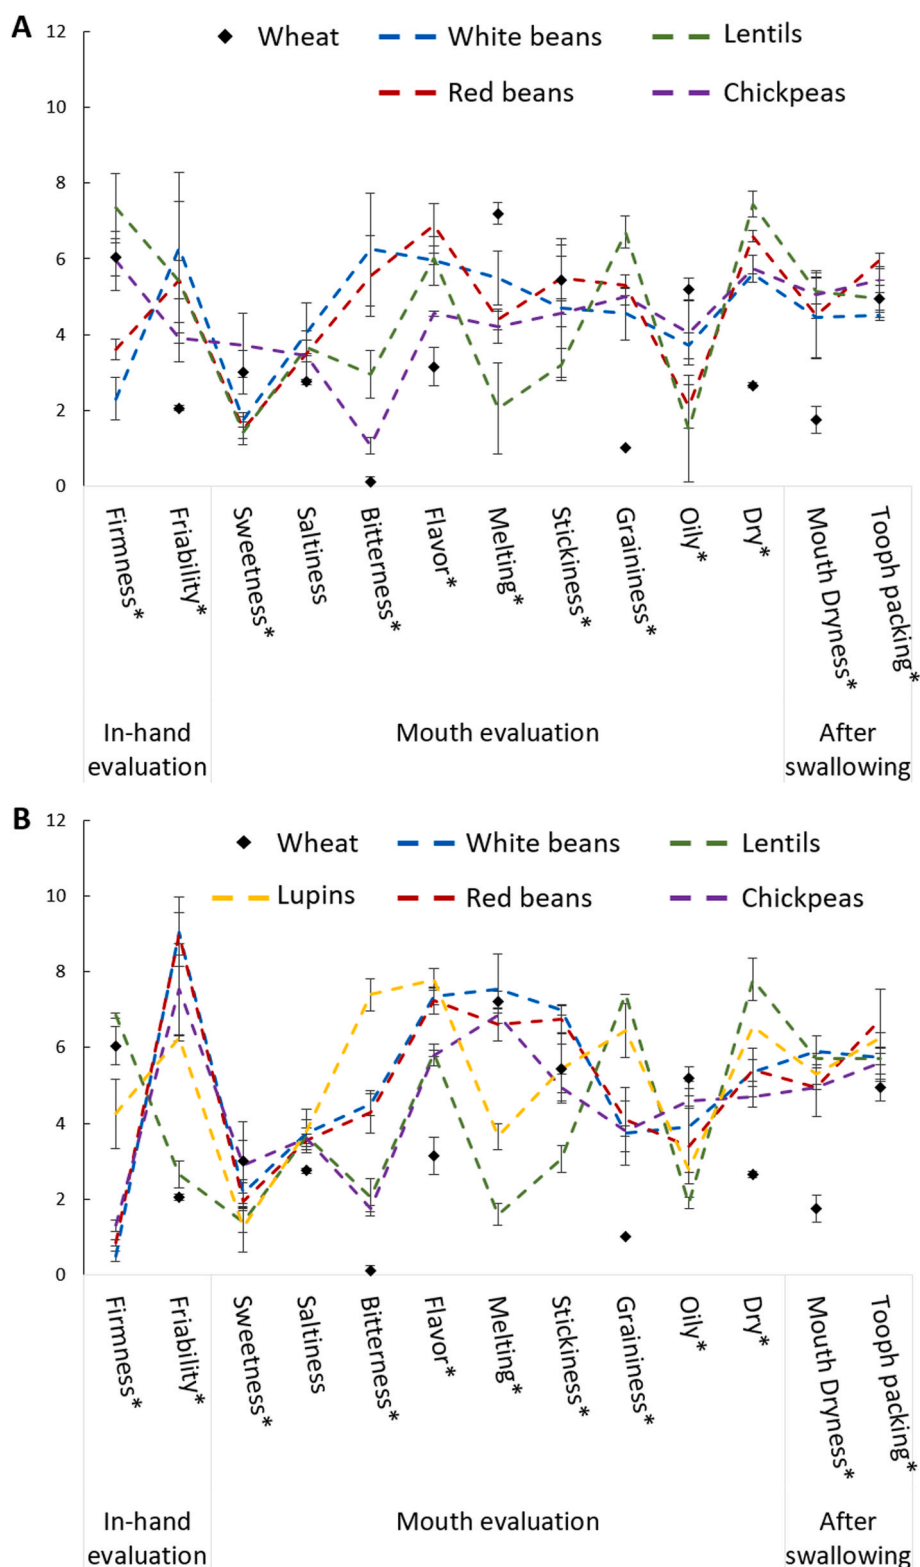 A
12
Wheat
White beans
Lentils
Red beans
Chickpeas
10
8
6
4
2
0
Firmness*
Friability*
Sweetness*
Saltiness
Bitterness*
Flavor*
Melting*
Stickiness*
Graininess*
Oily*
Dry*
Mouth Dryness*
Tooph packing*
In-hand
evaluation
Mouth evaluation
After
swallowing
B
12
Wheat
White beans
Lentils
Lupins
Red beans
Chickpeas
10
8
6
4
2
0
Firmness*
Friability*
Sweetness*
Saltiness
Bitterness*
Flavor*
Melting*
Stickiness*
Graininess*
Oily*
Dry*
Mouth Dryness*
Tooph packing*
In-hand
evaluation
Mouth evaluation
After
swallowing